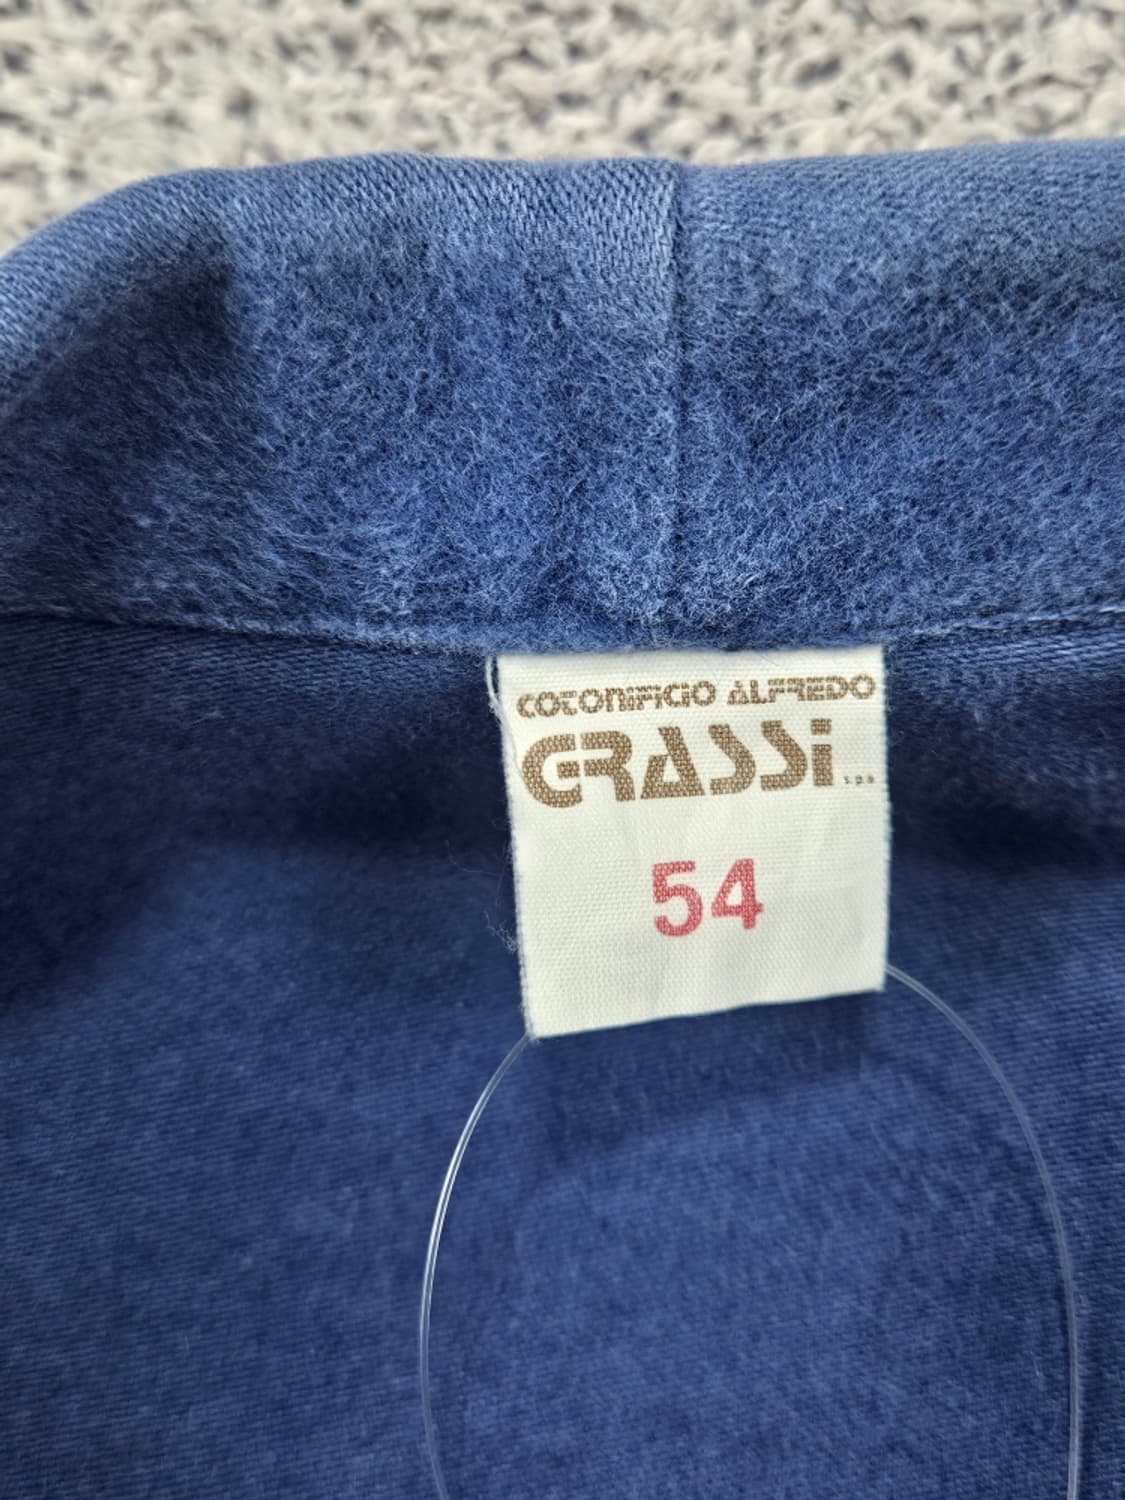 COTONIFICIO ALFREDO
GRASSi s.p.a
54